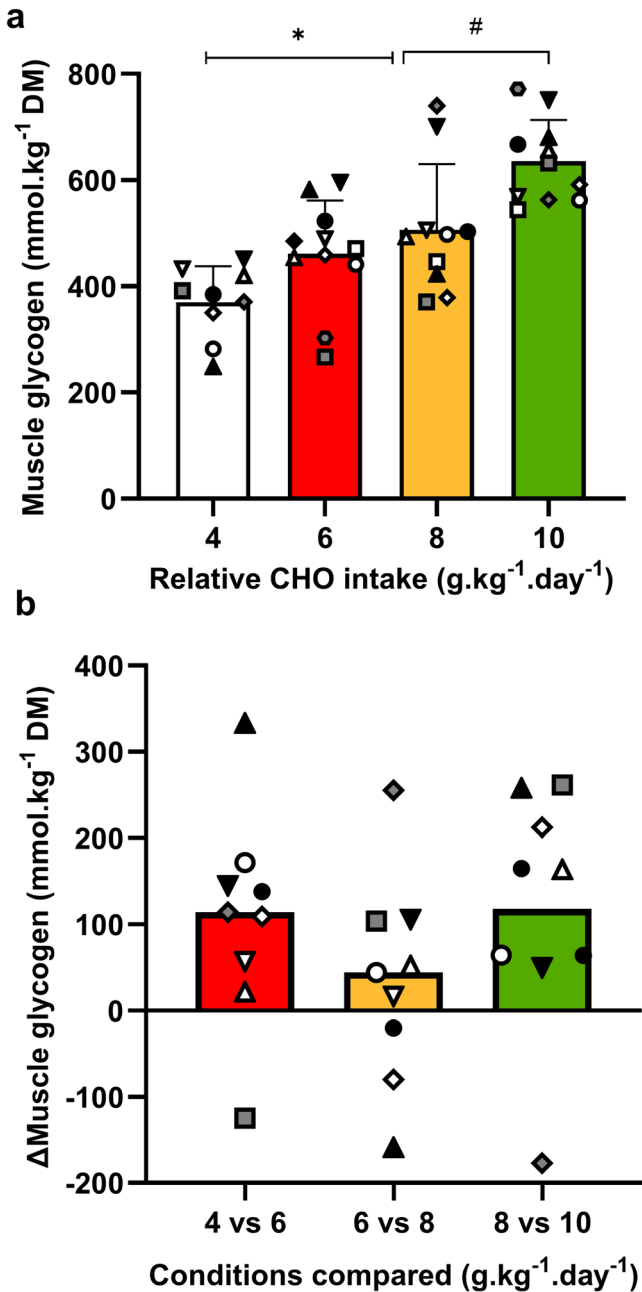 a
* #
Muscle glycogen (mmol.kg⁻¹ DM)
800
600
400
200
0
4 6 8 10
Relative CHO intake (g.kg⁻¹.day⁻¹)
b
ΔMuscle glycogen (mmol.kg⁻¹ DM)
400
300
200
100
0
-100
-200
4 vs 6 6 vs 8 8 vs 10
Conditions compared (g.kg⁻¹.day⁻¹)